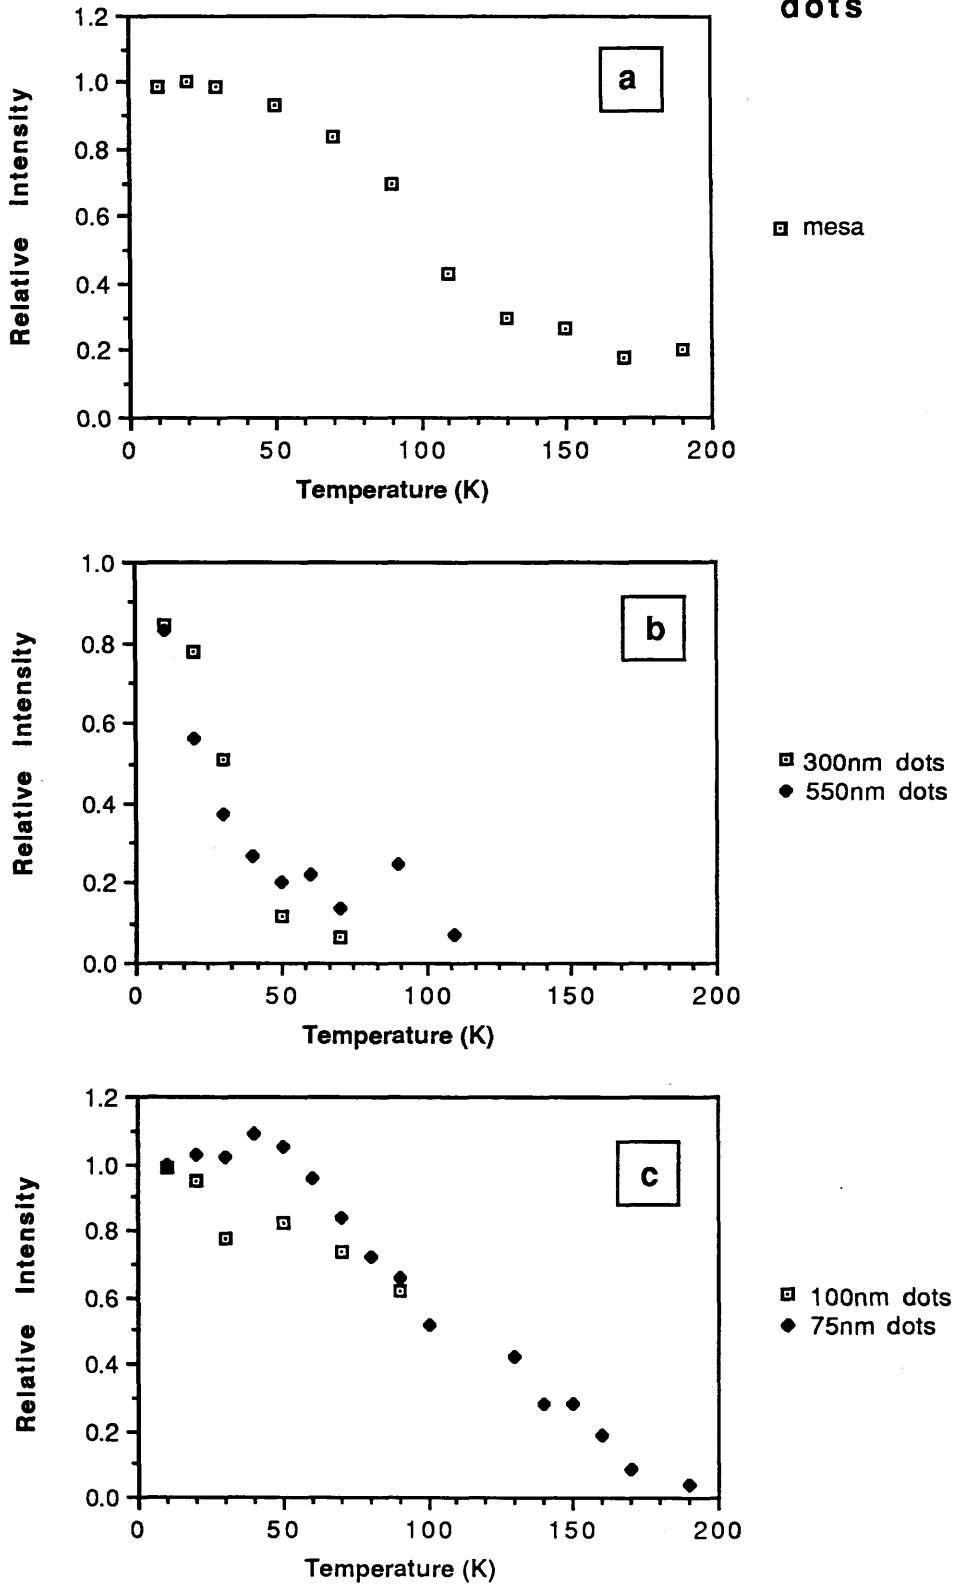 dots
1.2
1.0
0.8
0.6
0.4
0.2
0.0
Relative Intensity
a
mesa
0 50 100 150 200
Temperature (K)
1.0
0.8
0.6
0.4
0.2
0.0
Relative Intensity
b
300nm dots
550nm dots
0 50 100 150 200
Temperature (K)
1.2
1.0
0.8
0.6
0.4
0.2
0.0
Relative Intensity
c
100nm dots
75nm dots
0 50 100 150 200
Temperature (K)